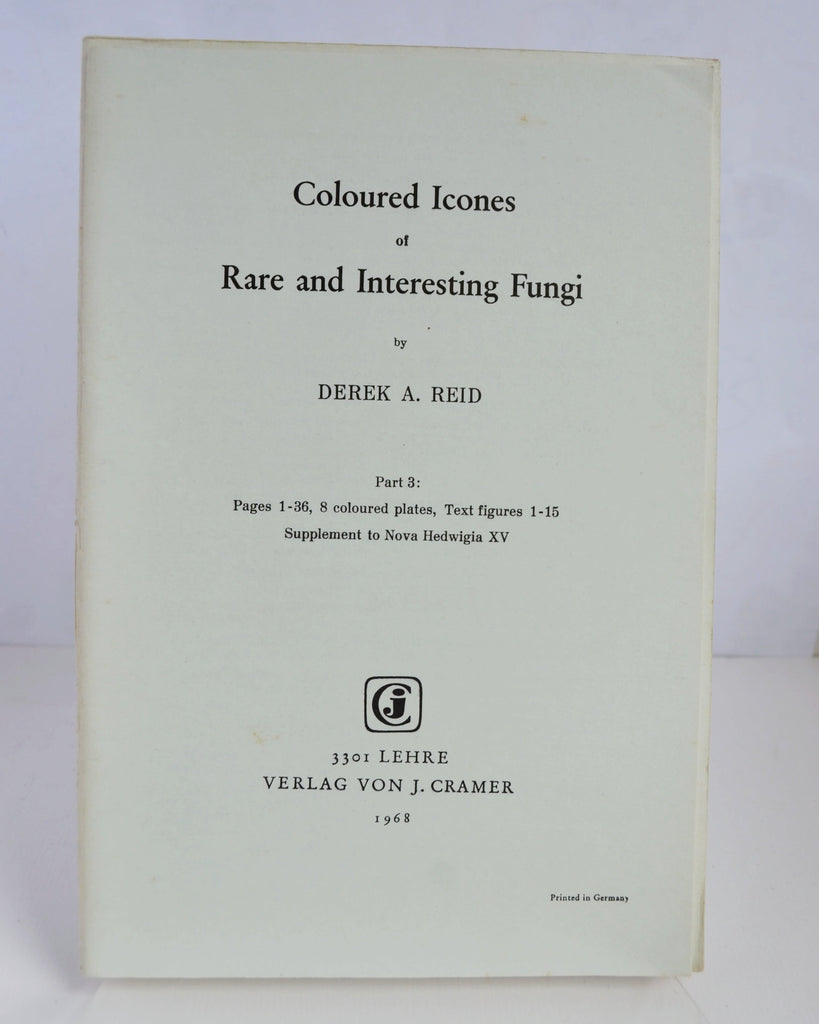 Coloured Icones
of
Rare and Interesting Fungi
by
DEREK A. REID
Part 3:
Pages 1-36, 8 coloured plates, Text figures 1-15
Supplement to Nova Hedwigia XV
CJ
3301 LEHRE
VERLAG VON J. CRAMER
1968
Printed in Germany